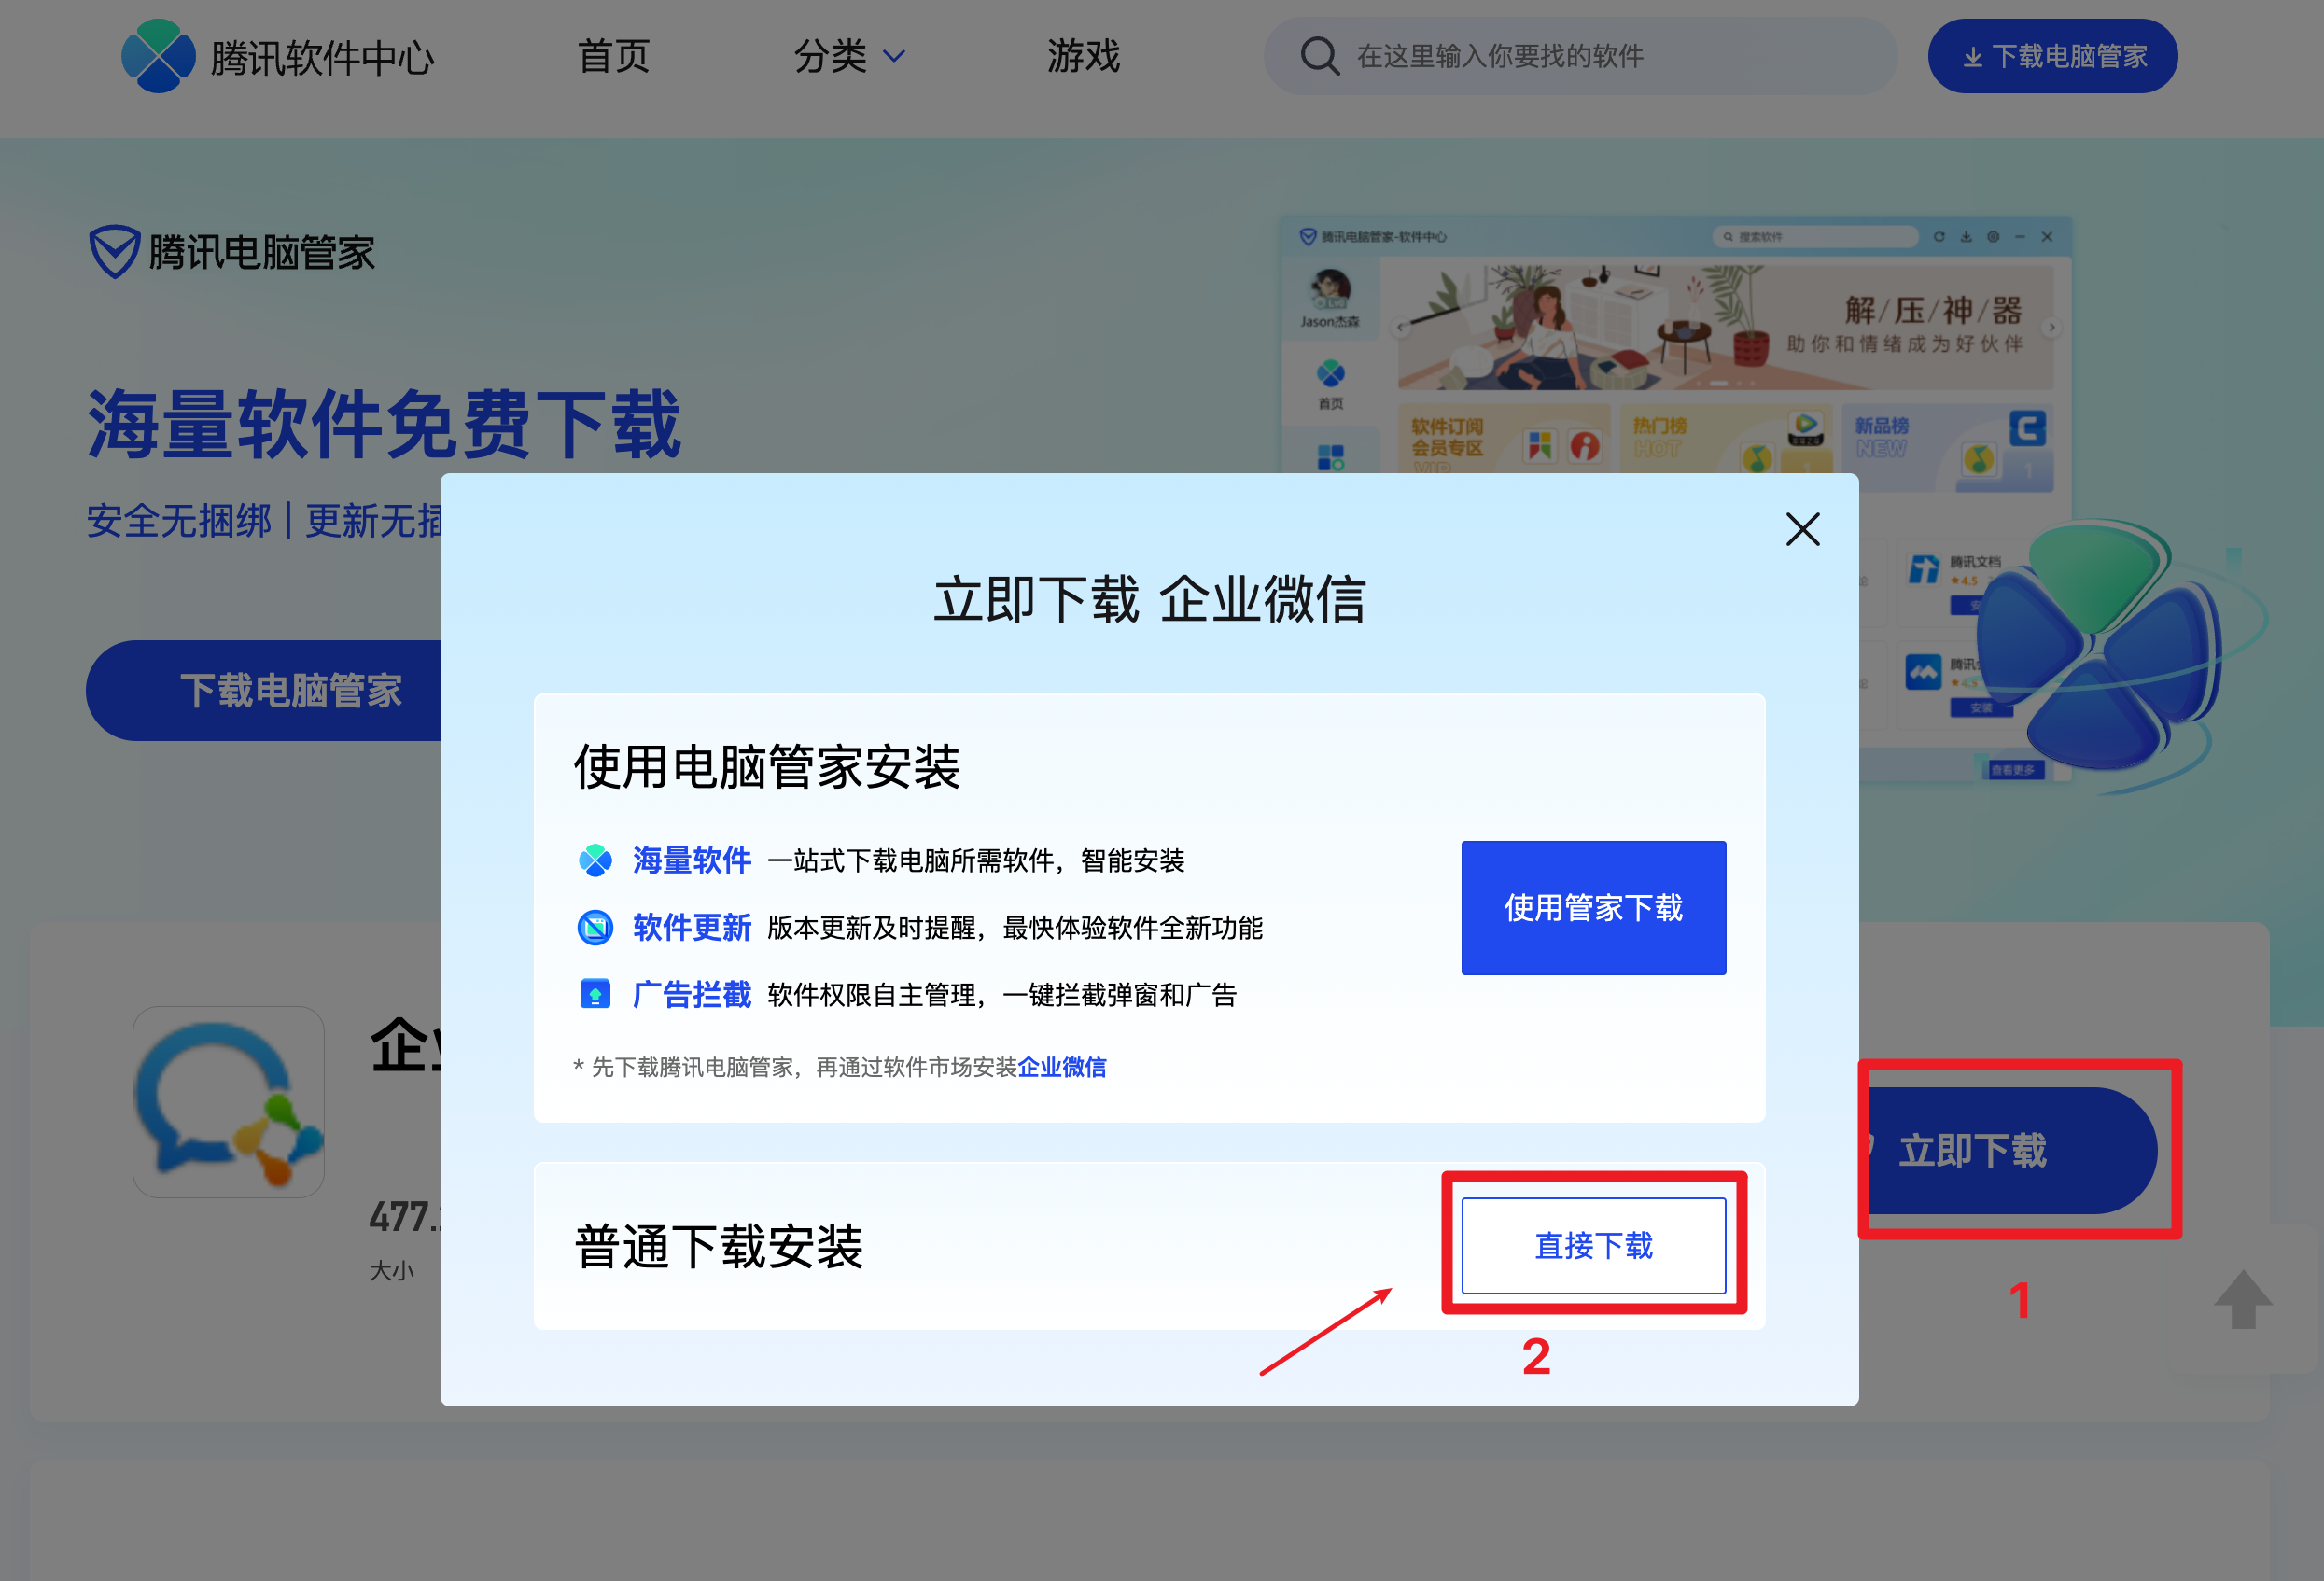 腾讯软件中心
首页
分类
游戏
在这里输入你要找的软件
下载电脑管家
腾讯电脑管家
海量软件免费下载
安全无捆绑 | 更新无
下载电脑管家
腾讯电脑管家-软件中心
搜索软件
Jason杰森
首页
解/压/神/器
助你和情绪成为好伙伴
软件订阅
会员专区
VIP
热门榜
HOT
新品榜
NEW
1
1
腾讯文档
★4.5
腾讯
安装
查看更多
立即下载 企业微信
使用电脑管家安装
海量软件 一站式下载电脑所需软件，智能安装
软件更新 版本更新及时提醒，最快体验软件全新功能
广告拦截 软件权限自主管理，一键拦截弹窗和广告
使用管家下载
* 先下载腾讯电脑管家，再通过软件市场安装企业微信
普通下载安装
直接下载
2
企
477.
大小
立即下载
1